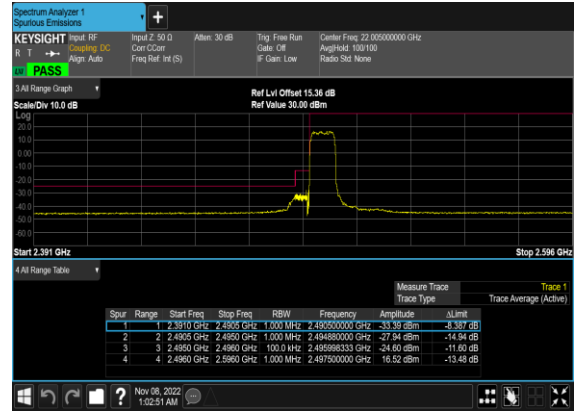 Spectrum Analyzer 1
Spurious Emissions
+
KEYSIGHT Input: RF
R T Coupling: DC
Align: Auto
Input Z: 50 Ω
Corr CCorr
Freq Ref: Int (S)
Atten: 30 dB
Trig: Free Run
Gate: Off
IF Gain: Low
Center Freq: 22.005000000 GHz
Avg|Hold: 100/100
Radio Std: None
PASS
3 All Range Graph
Scale/Div 10.0 dB
Ref Lvl Offset 15.36 dB
Ref Value 30.00 dBm
Log
20.0
10.0
0.00
-10.0
-20.0
-30.0
-40.0
-50.0
-60.0
Start 2.391 GHz
Stop 2.596 GHz
4 All Range Table
Measure Trace Trace 1
Trace Type Trace Average (Active)
Spur Range Start Freq Stop Freq RBW Frequency Amplitude ΔLimit
1 1 2.3910 GHz 2.4905 GHz 1.000 MHz 2.490500000 GHz -33.39 dBm -8.387 dB
2 2 2.4905 GHz 2.4950 GHz 1.000 MHz 2.494880000 GHz -27.94 dBm -14.94 dB
3 3 2.4950 GHz 2.4960 GHz 100.0 kHz 2.495998333 GHz -24.60 dBm -11.60 dB
4 4 2.4960 GHz 2.5960 GHz 1.000 MHz 2.497500000 GHz 16.52 dBm -13.48 dB
?
Nov 08, 2022
1:02:51 AM